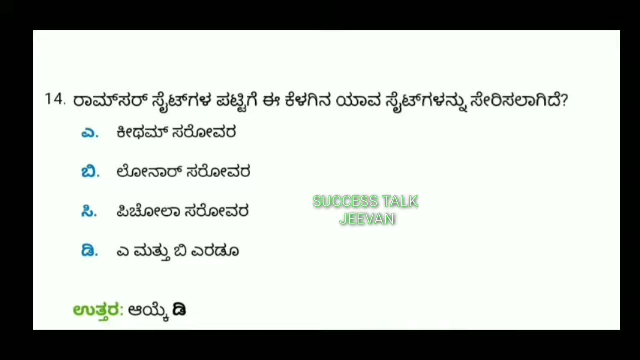 14. ರಾಮ್‌ಸರ್ ಸೈಟ್‌ಗಳ ಪಟ್ಟಿಗೆ ಈ ಕೆಳಗಿನ ಯಾವ ಸೈಟ್‌ಗಳನ್ನು ಸೇರಿಸಲಾಗಿದೆ?
ಎ. ಕೀಥಮ್ ಸರೋವರ
ಬಿ. ಲೋನಾರ್ ಸರೋವರ
ಸಿ. ಪಿಚೋಲಾ ಸರೋವರ
SUCCESS TALK
JEEVAN
ಡಿ. ಎ ಮತ್ತು ಬಿ ಎರಡೂ
ಉತ್ತರ: ಆಯ್ಕೆ ಡಿ